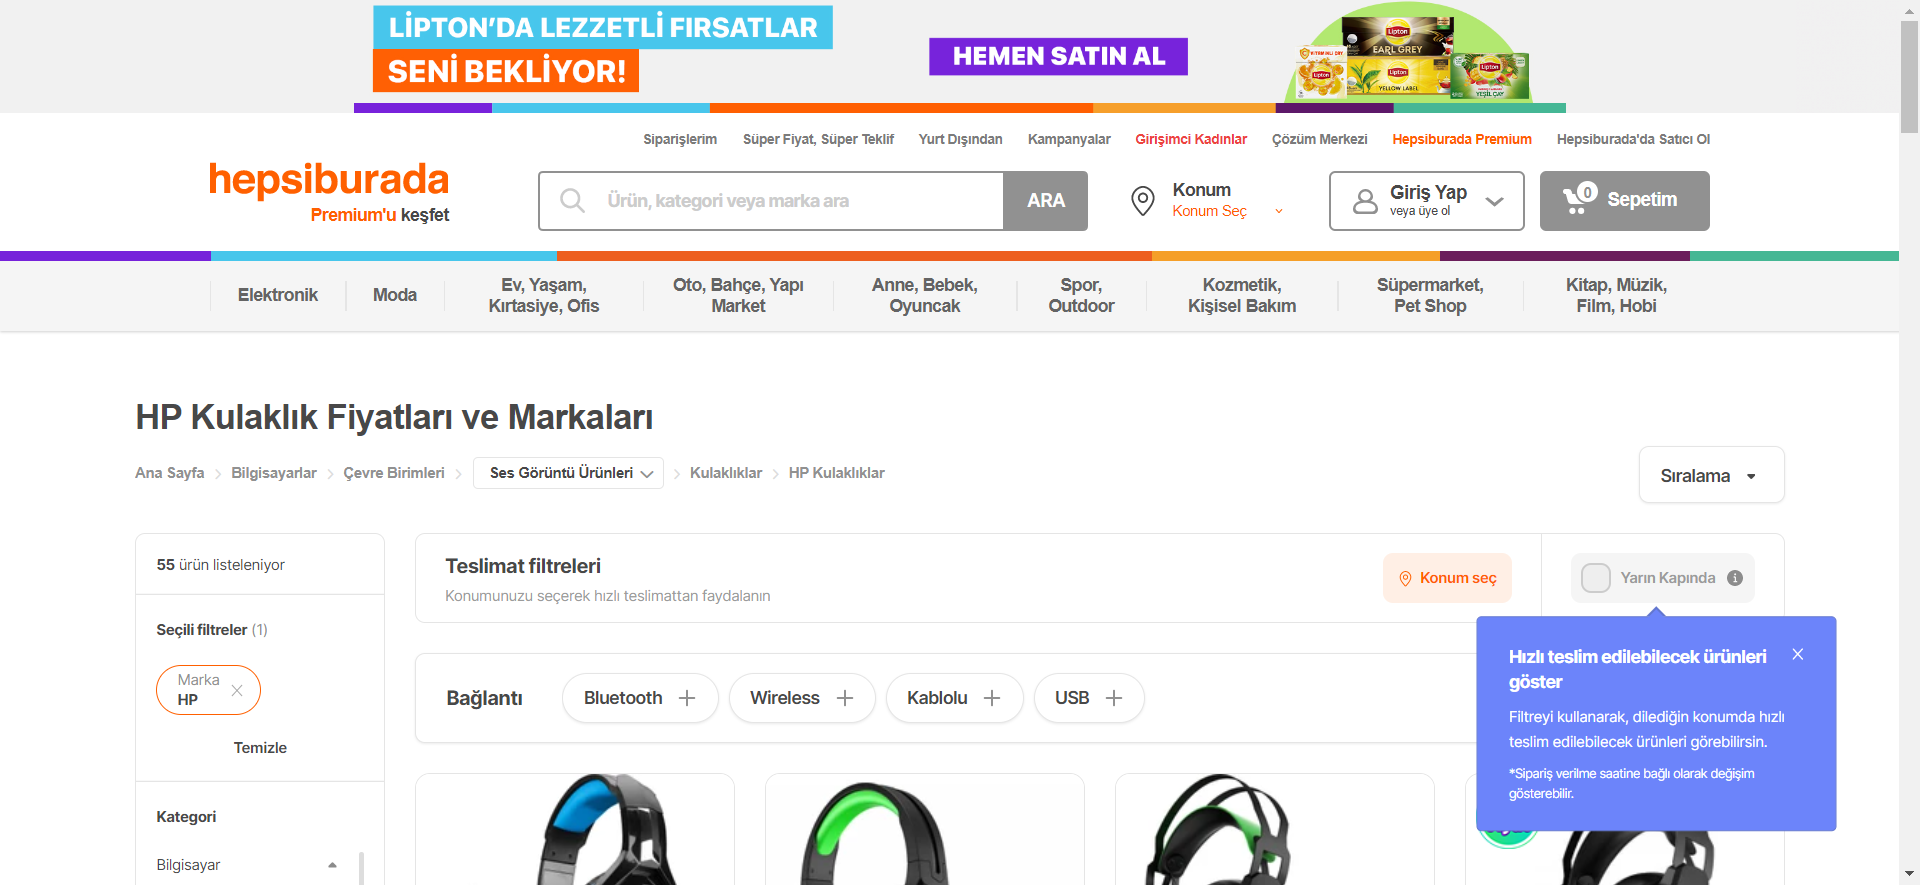 LİPTON'DA LEZZETLİ FIRSATLAR
SENİ BEKLİYOR!
HEMEN SATIN AL
Lipton
EARL GREY
Lipton
Lipton
YELLOW LABEL
Lipton
YEŞİL ÇAY
Siparişlerim
Süper Fiyat, Süper Teklif
Yurt Dışından
Kampanyalar
Girişimci Kadınlar
Çözüm Merkezi
Hepsiburada Premium
Hepsiburada'da Satıcı Ol
hepsiburada
Premium'u keşfet
Ürün, kategori veya marka ara
ARA
Konum
Konum Seç
Giriş Yap
veya üye ol
0
Sepetim
Elektronik
Moda
Ev, Yaşam,
Kırtasiye, Ofis
Oto, Bahçe, Yapı
Market
Anne, Bebek,
Oyuncak
Spor,
Outdoor
Kozmetik,
Kişisel Bakım
Süpermarket,
Pet Shop
Kitap, Müzik,
Film, Hobi
HP Kulaklık Fiyatları ve Markaları
Ana Sayfa
Bilgisayarlar
Çevre Birimleri
Ses Görüntü Ürünleri
Kulaklıklar
HP Kulaklıklar
Sıralama
55 ürün listeleniyor
Seçili filtreler (1)
Marka
HP
Temizle
Kategori
Bilgisayar
Teslimat filtreleri
Konumunuzu seçerek hızlı teslimattan faydalanın
Konum seç
Yarın Kapında
Bağlantı
Bluetooth
Wireless
Kablolu
USB
Hızlı teslim edilebilecek ürünleri
göster
Filtreyi kullanarak, dilediğin konumda hızlı
teslim edilebilecek ürünleri görebilirsin.
*Sipariş verilme saatine bağlı olarak değişim
gösterebilir.